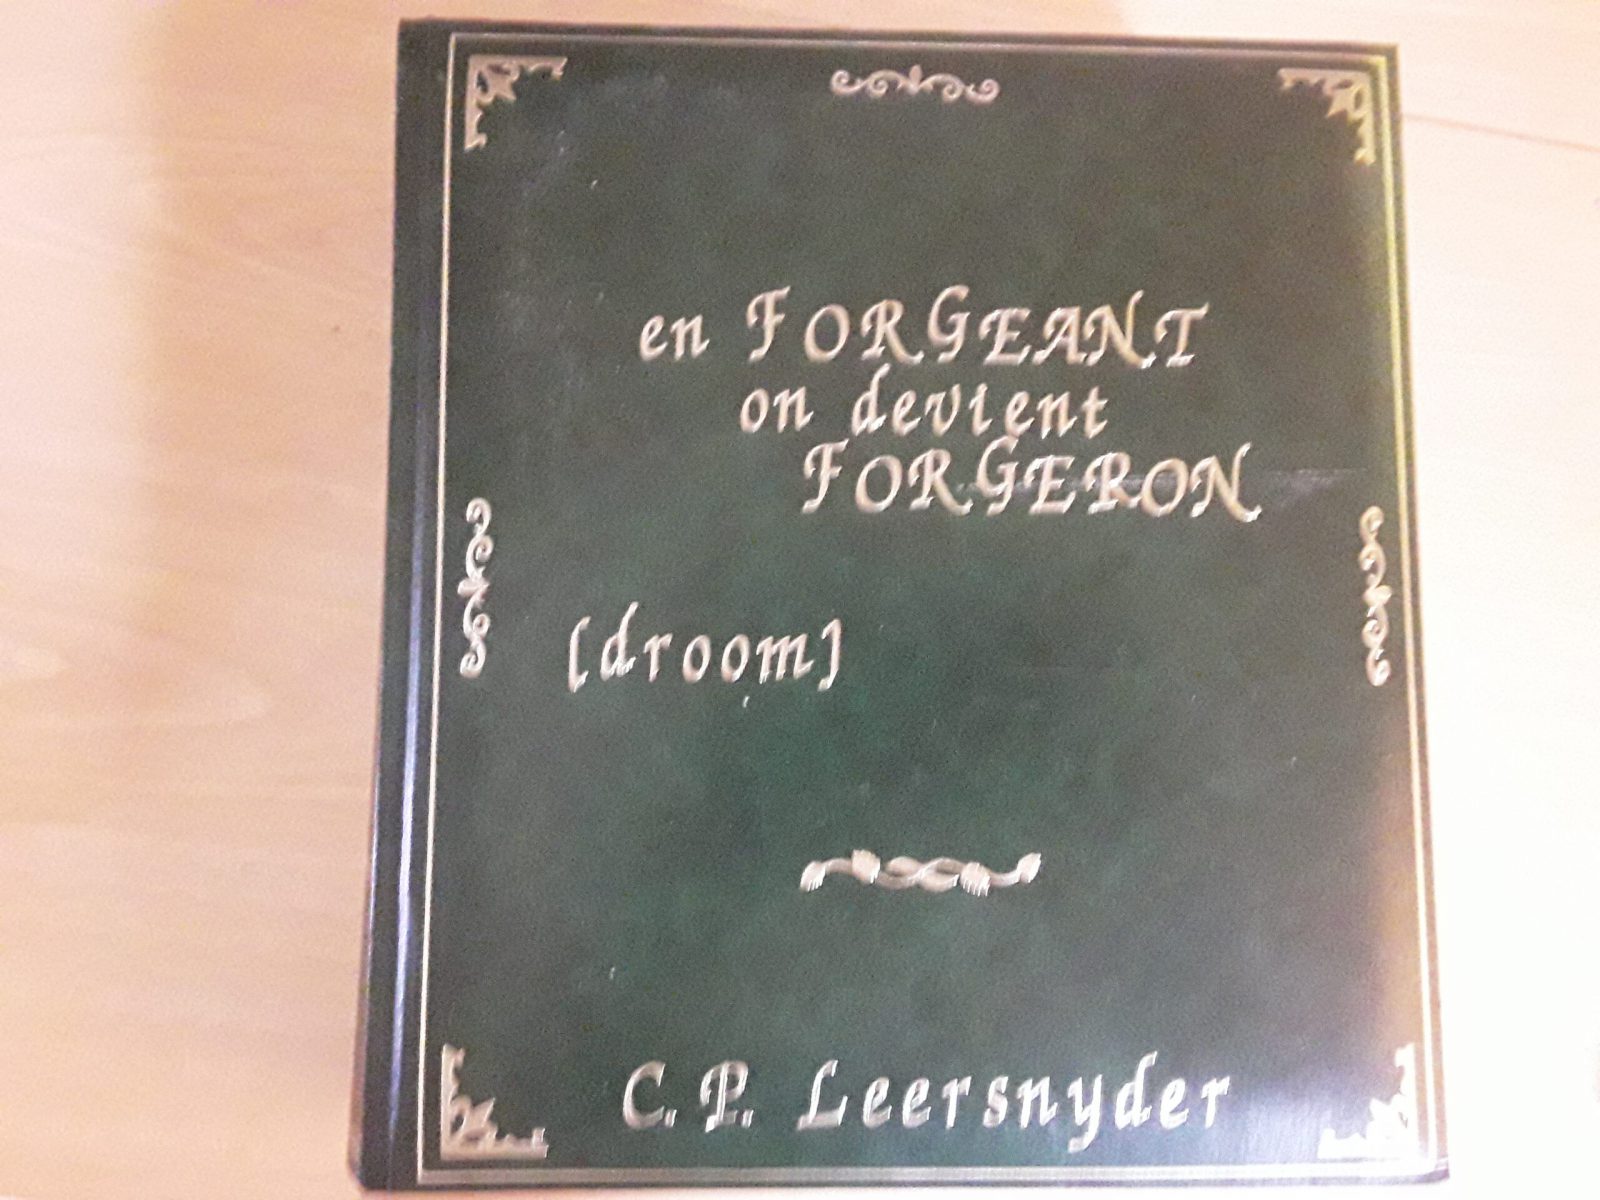 en FORGEANT
on devient
FORGERON
(droom)
C.P. Leersnyder